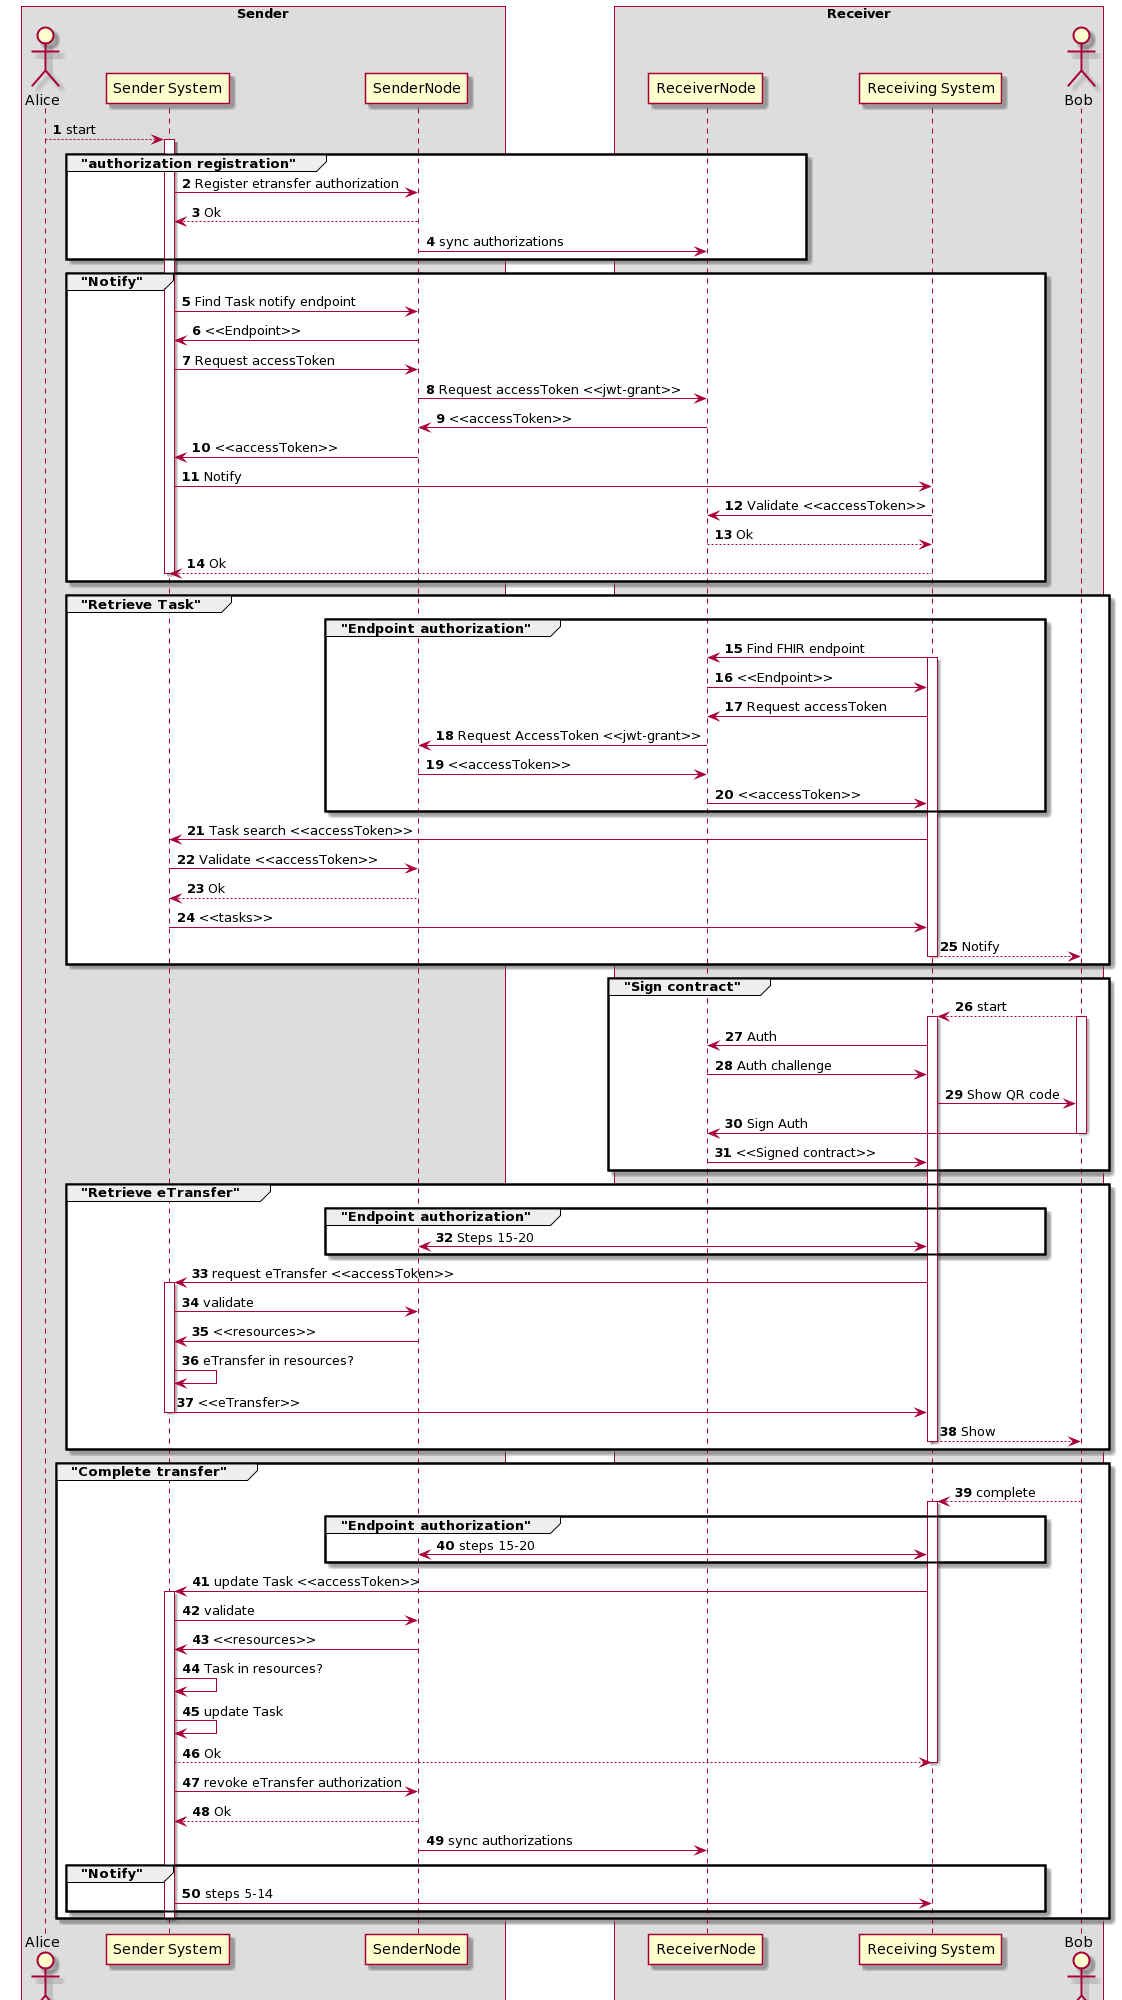 Sender
Receiver
Alice
Sender System
SenderNode
ReceiverNode
Receiving System
Bob
1 start
"authorization registration"
2 Register etransfer authorization
3 Ok
4 sync authorizations
"Notify"
5 Find Task notify endpoint
6 <<Endpoint>>
7 Request accessToken
8 Request accessToken <<jwt-grant>>
9 <<accessToken>>
10 <<accessToken>>
11 Notify
12 Validate <<accessToken>>
13 Ok
14 Ok
"Retrieve Task"
"Endpoint authorization"
15 Find FHIR endpoint
16 <<Endpoint>>
17 Request accessToken
18 Request AccessToken <<jwt-grant>>
19 <<accessToken>>
20 <<accessToken>>
21 Task search <<accessToken>>
22 Validate <<accessToken>>
23 Ok
24 <<tasks>>
25 Notify
"Sign contract"
26 start
27 Auth
28 Auth challenge
29 Show QR code
30 Sign Auth
31 <<Signed contract>>
"Retrieve eTransfer"
"Endpoint authorization"
32 Steps 15-20
33 request eTransfer <<accessToken>>
34 validate
35 <<resources>>
36 eTransfer in resources?
37 <<eTransfer>>
38 Show
"Complete transfer"
39 complete
"Endpoint authorization"
40 steps 15-20
41 update Task <<accessToken>>
42 validate
43 <<resources>>
44 Task in resources?
45 update Task
46 Ok
47 revoke eTransfer authorization
48 Ok
49 sync authorizations
"Notify"
50 steps 5-14
Alice
Sender System
SenderNode
ReceiverNode
Receiving System
Bob